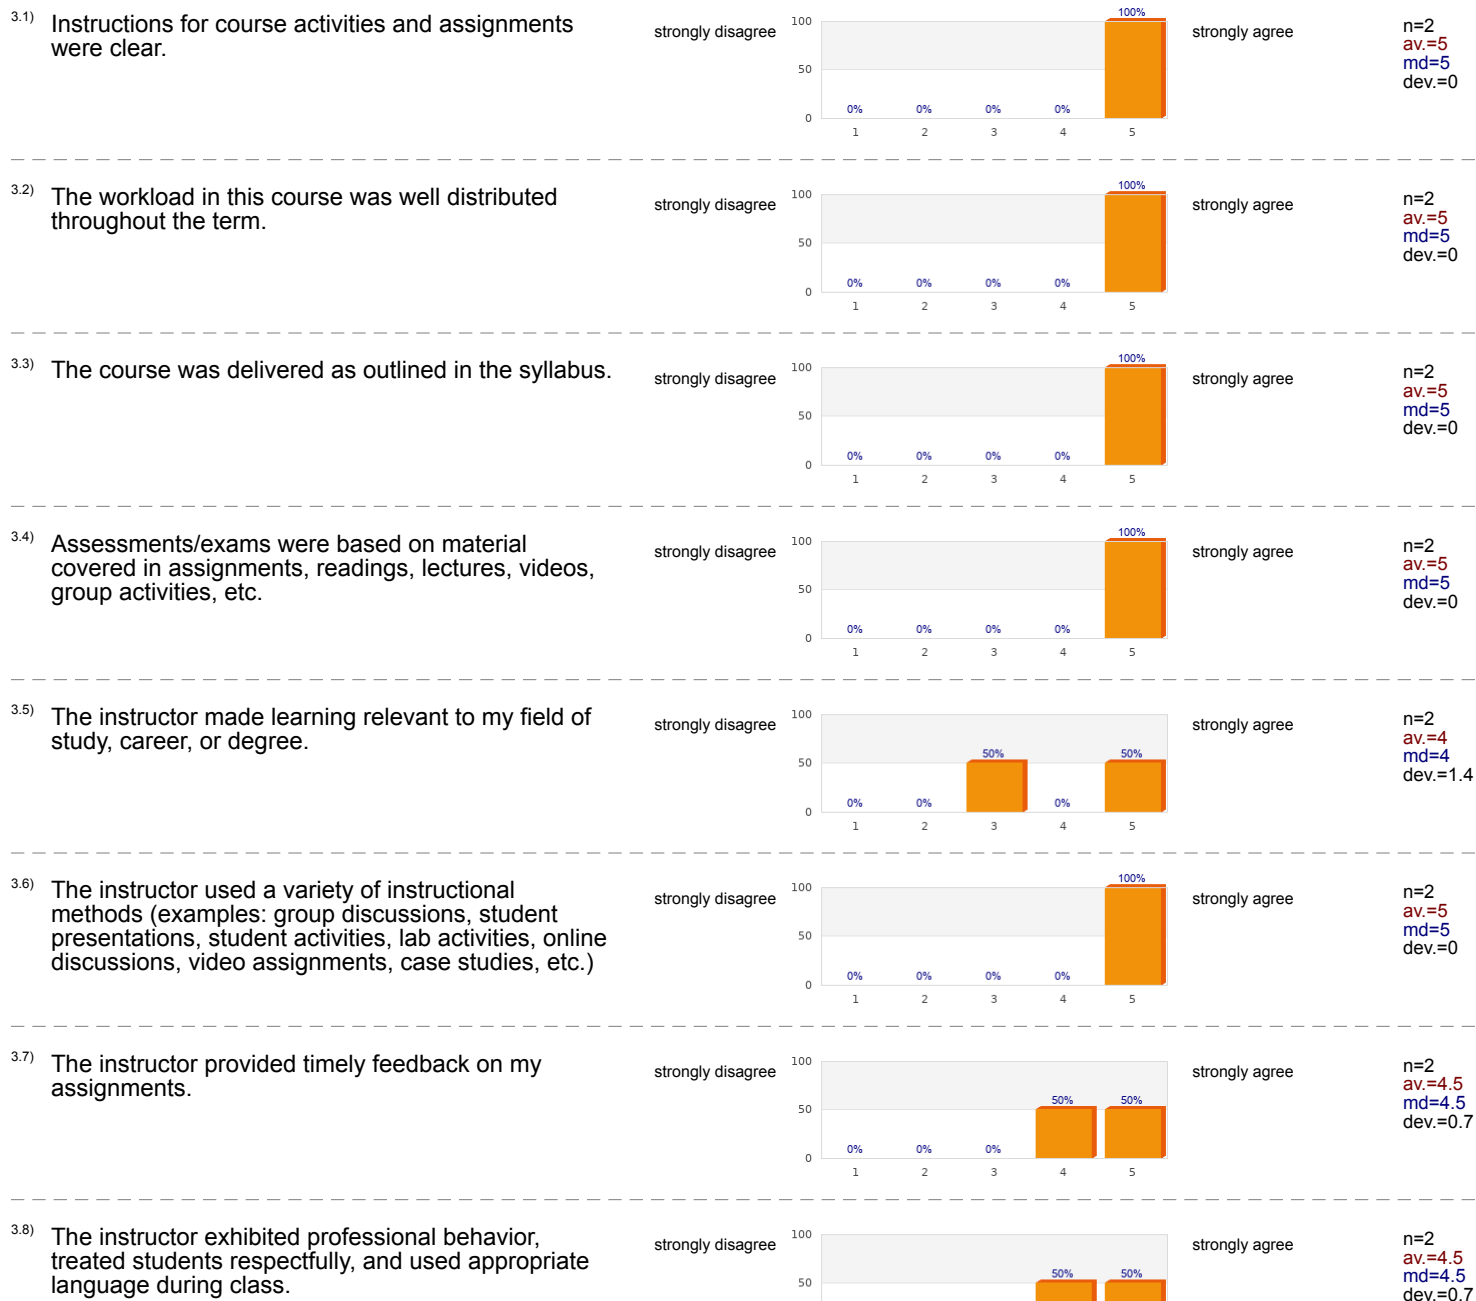 3.1) Instructions for course activities and assignments
were clear.
strongly disagree
100
50
0
0%
0%
0%
0%
100%
1
2
3
4
5
strongly agree
n=2
av.=5
md=5
dev.=0
3.2) The workload in this course was well distributed
throughout the term.
strongly disagree
100
50
0
0%
0%
0%
0%
100%
1
2
3
4
5
strongly agree
n=2
av.=5
md=5
dev.=0
3.3) The course was delivered as outlined in the syllabus.
strongly disagree
100
50
0
0%
0%
0%
0%
100%
1
2
3
4
5
strongly agree
n=2
av.=5
md=5
dev.=0
3.4) Assessments/exams were based on material
covered in assignments, readings, lectures, videos,
group activities, etc.
strongly disagree
100
50
0
0%
0%
0%
0%
100%
1
2
3
4
5
strongly agree
n=2
av.=5
md=5
dev.=0
3.5) The instructor made learning relevant to my field of
study, career, or degree.
strongly disagree
100
50
0
0%
0%
50%
0%
50%
1
2
3
4
5
strongly agree
n=2
av.=4
md=4
dev.=1.4
3.6) The instructor used a variety of instructional
methods (examples: group discussions, student
presentations, student activities, lab activities, online
discussions, video assignments, case studies, etc.)
strongly disagree
100
50
0
0%
0%
0%
0%
100%
1
2
3
4
5
strongly agree
n=2
av.=5
md=5
dev.=0
3.7) The instructor provided timely feedback on my
assignments.
strongly disagree
100
50
0
0%
0%
0%
50%
50%
1
2
3
4
5
strongly agree
n=2
av.=4.5
md=4.5
dev.=0.7
3.8) The instructor exhibited professional behavior,
treated students respectfully, and used appropriate
language during class.
strongly disagree
100
50
50%
50%
strongly agree
n=2
av.=4.5
md=4.5
dev.=0.7